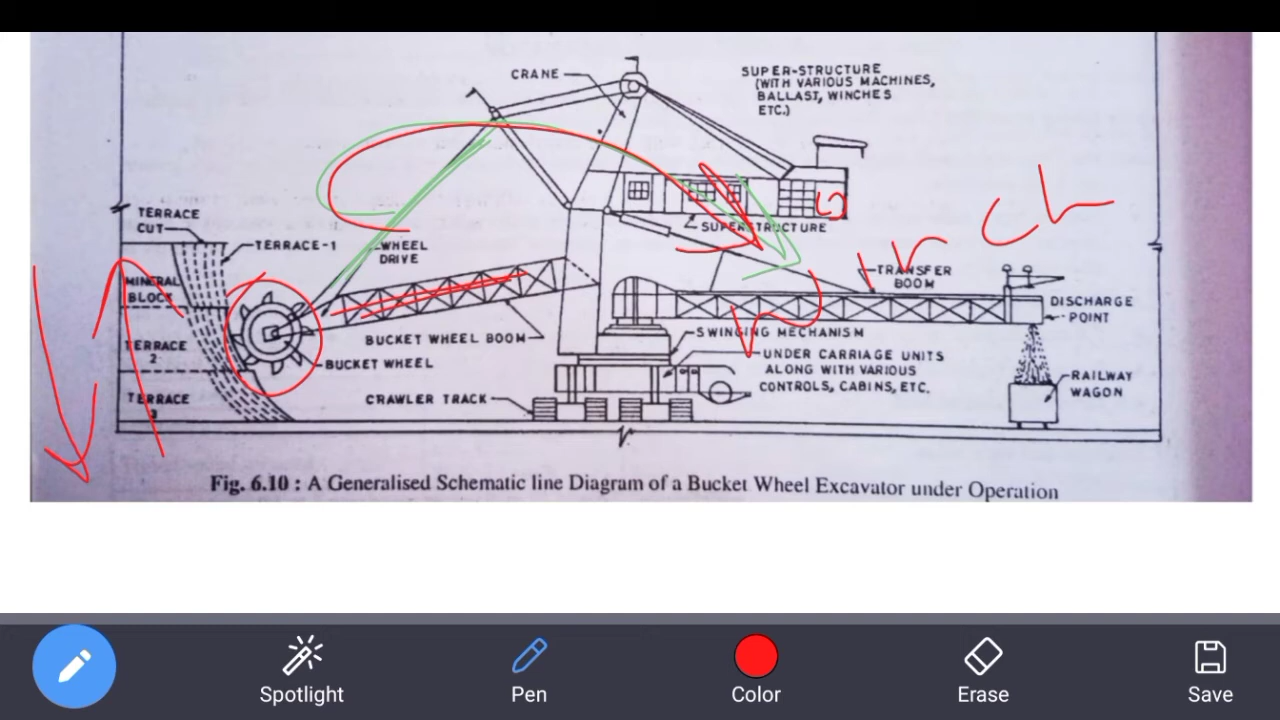 CRANE
SUPER-STRUCTURE
(WITH VARIOUS MACHINES,
BALLAST, WINCHES
ETC.)
TERRACE
CUT
TERRACE-1
WHEEL
DRIVE
SUPERSTRUCTURE
MINERAL
BLOCK
TRANSFER
BOOM
DISCHARGE
POINT
TERRACE
2
BUCKET WHEEL BOOM
SWINGING MECHANISM
BUCKET WHEEL
UNDER CARRIAGE UNITS
ALONG WITH VARIOUS
CONTROLS, CABINS, ETC.
RAILWAY
WAGON
TERRACE
3
CRAWLER TRACK
Fig. 6.10 : A Generalised Schematic line Diagram of a Bucket Wheel Excavator under Operation
Spotlight
Pen
Color
Erase
Save